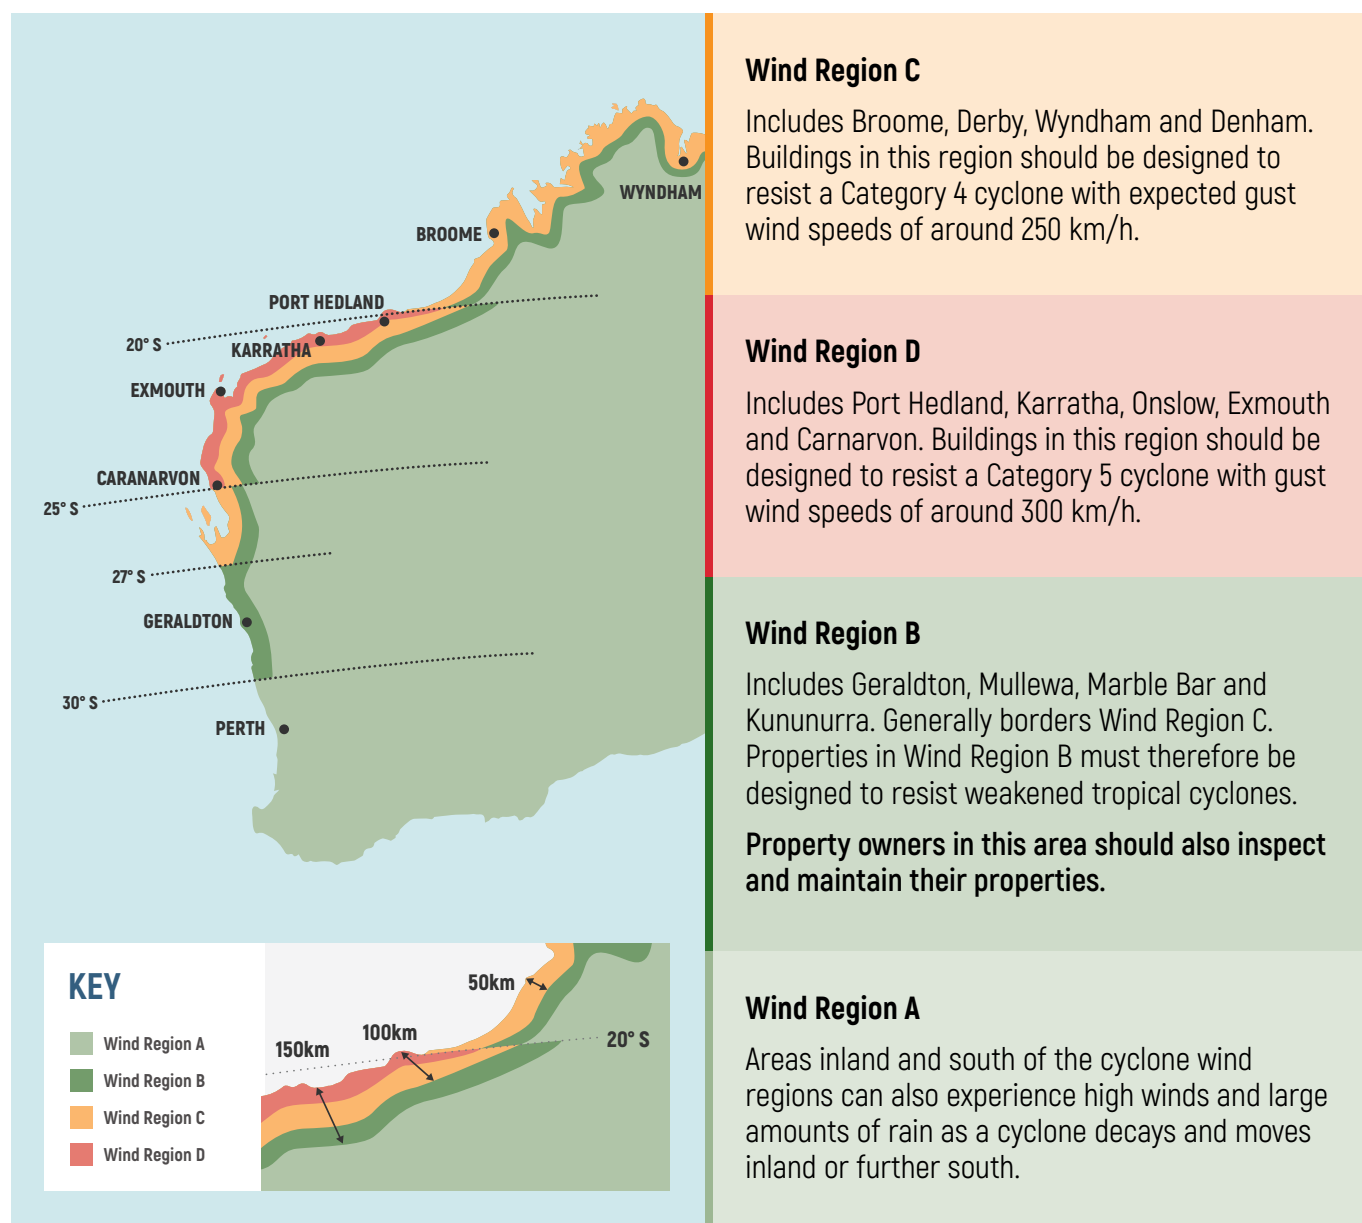 WYNDHAM
BROOME
PORT HEDLAND
20° S
KARRATHA
EXMOUTH
CARANARVON
25° S
27° S
GERALDTON
30° S
PERTH
KEY
Wind Region A
Wind Region B
Wind Region C
Wind Region D
50km
100km
150km
20° S
Wind Region C
Includes Broome, Derby, Wyndham and Denham.
Buildings in this region should be designed to
resist a Category 4 cyclone with expected gust
wind speeds of around 250 km/h.
Wind Region D
Includes Port Hedland, Karratha, Onslow, Exmouth
and Carnarvon. Buildings in this region should be
designed to resist a Category 5 cyclone with gust
wind speeds of around 300 km/h.
Wind Region B
Includes Geraldton, Mullewa, Marble Bar and
Kununurra. Generally borders Wind Region C.
Properties in Wind Region B must therefore be
designed to resist weakened tropical cyclones.
Property owners in this area should also inspect
and maintain their properties.
Wind Region A
Areas inland and south of the cyclone wind
regions can also experience high winds and large
amounts of rain as a cyclone decays and moves
inland or further south.